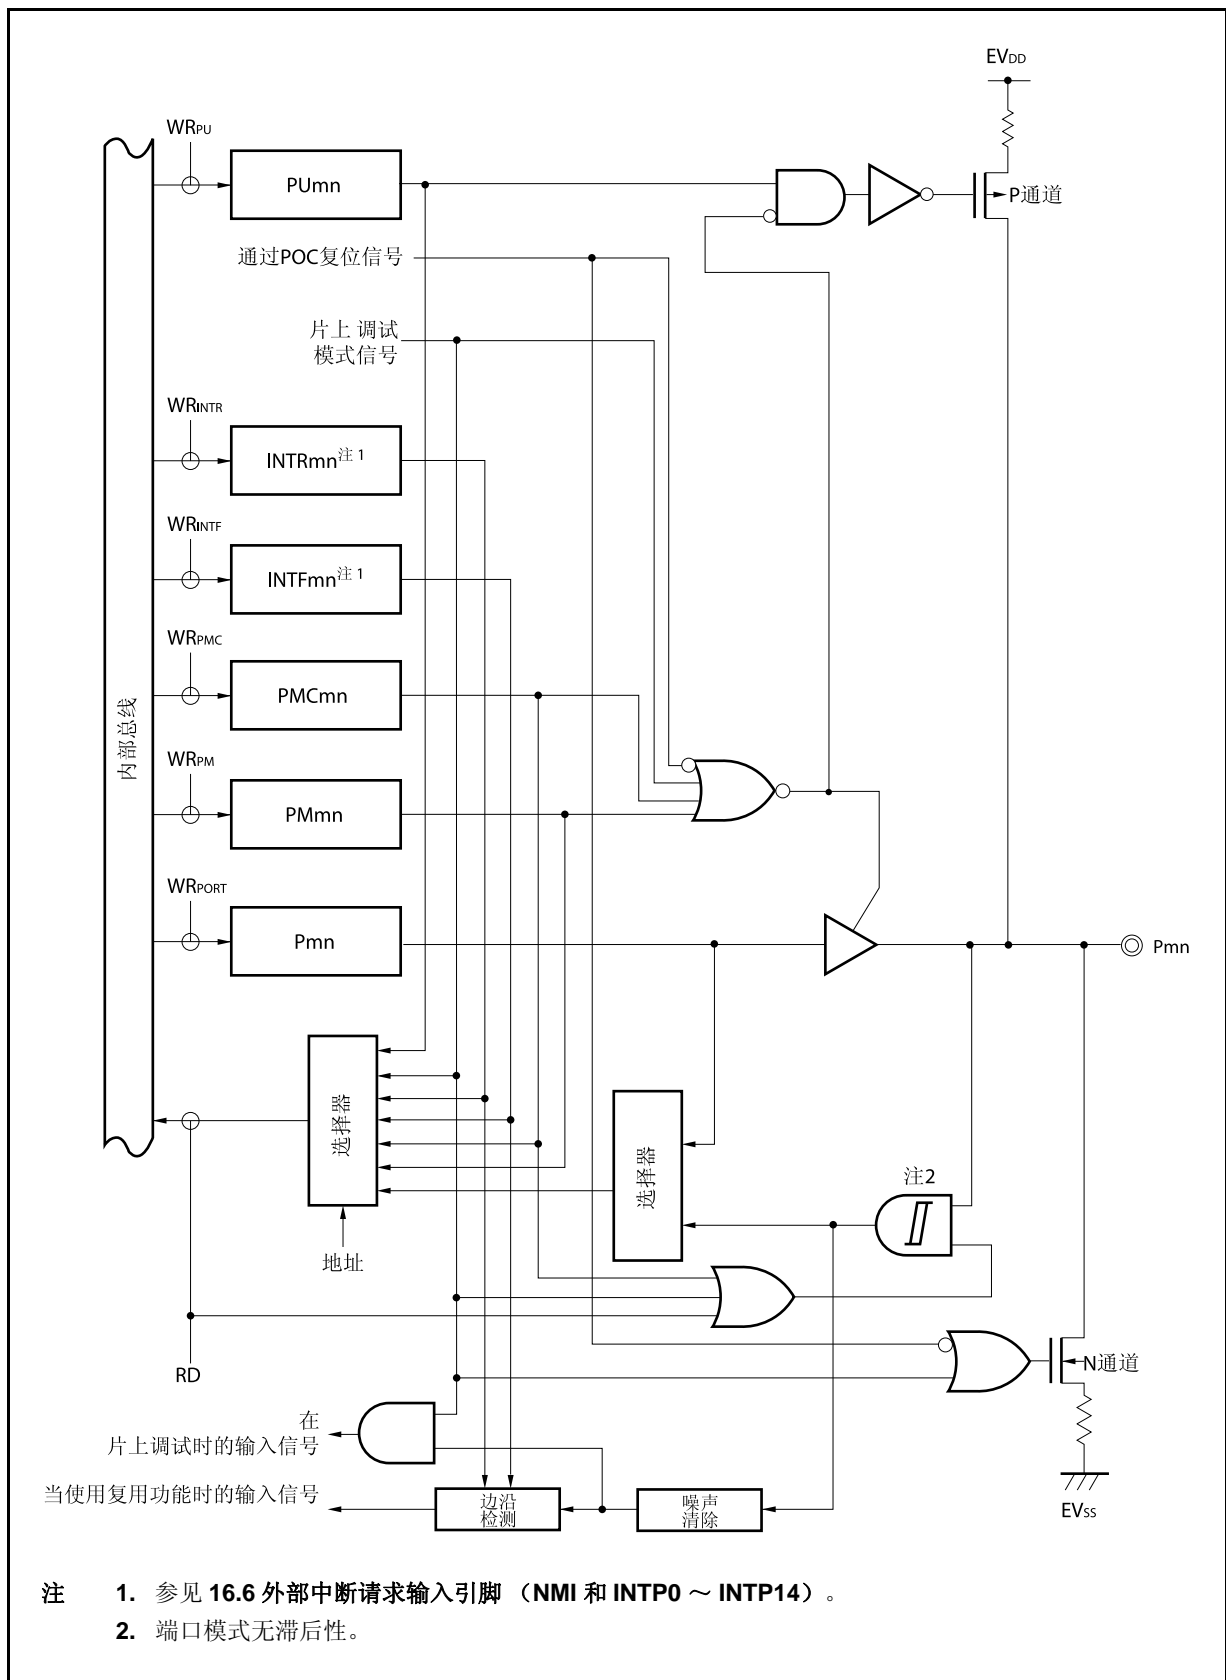 EVDD
WRPU
PUmn
P通道
通过POC复位信号
片上 调试
模式信号
WRINTR
INTRmn注 1
WRINTF
INTFmn注 1
WRPMC
PMCmn
内部总线
WRPM
PMmn
WRPORT
Pmn
Pmn
选择器
选择器
注2
地址
RD
N通道
在
片上调试时的输入信号
当使用复用功能时的输入信号
边沿
检测
噪声
清除
EVSS
注 1. 参见 16.6 外部中断请求输入引脚 （NMI 和 INTP0 ～ INTP14）。
2. 端口模式无滞后性。